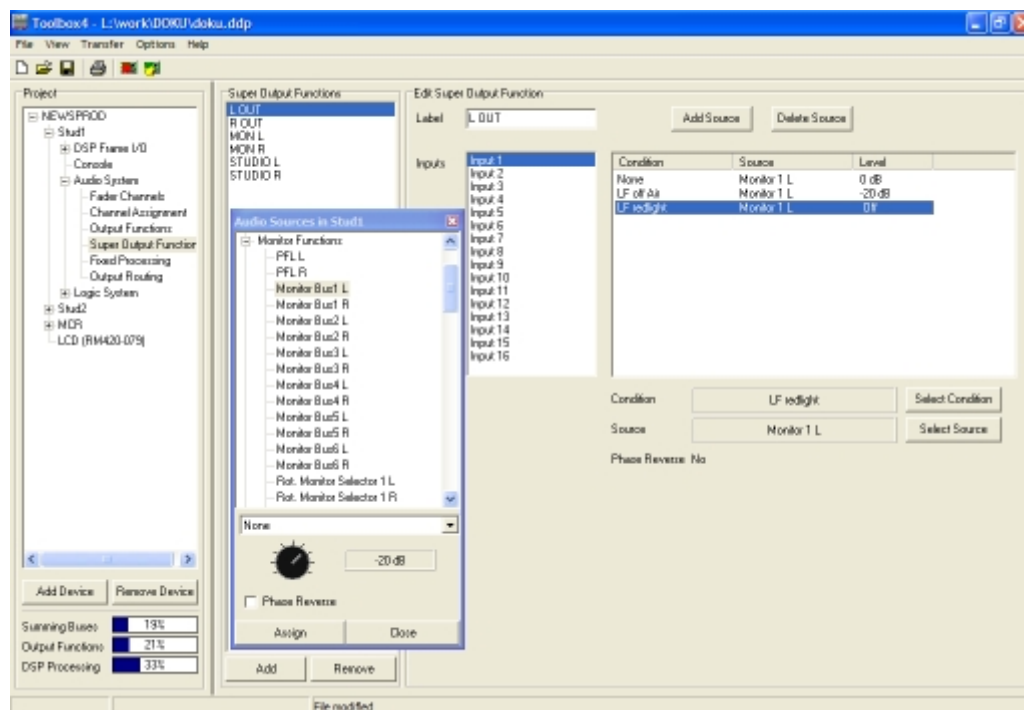 Toolbox4 - L:\work\DOKU\doku.ddp
File View Transfer Options Help
Project
NEWSPROD
Stud1
DSP Frame I/O
Console
Audio System
Fader Channels
Channel Assignment
Output Functions
Super Output Function
Fixed Processing
Output Routing
Logic System
Stud2
MCR
LCD (RM420-079)
Add Device
Remove Device
Summing Buses 19%
Output Functions 21%
DSP Processing 33%
Super Output Functions
L OUT
R OUT
MON L
MON R
STUDIO L
STUDIO R
Audio Sources in Stud1
Monitor Functions
PFL L
PFL R
Monitor Bus1 L
Monitor Bus1 R
Monitor Bus2 L
Monitor Bus2 R
Monitor Bus3 L
Monitor Bus3 R
Monitor Bus4 L
Monitor Bus4 R
Monitor Bus5 L
Monitor Bus5 R
Monitor Bus6 L
Monitor Bus6 R
Rot. Monitor Selector 1 L
Rot. Monitor Selector 1 R
None
-20 dB
Phase Reverse
Assign
Close
Add
Remove
Edit Super Output Function
Label L OUT
Add Source
Delete Source
Inputs
Input 1
Input 2
Input 3
Input 4
Input 5
Input 6
Input 7
Input 8
Input 9
Input 10
Input 11
Input 12
Input 13
Input 14
Input 15
Input 16
Condition Source Level
None Monitor 1 L 0 dB
LF off Air Monitor 1 L -20 dB
LF redlight Monitor 1 L Off
Condition LF redlight Select Condition
Source Monitor 1 L Select Source
Phase Reverse No
File modified